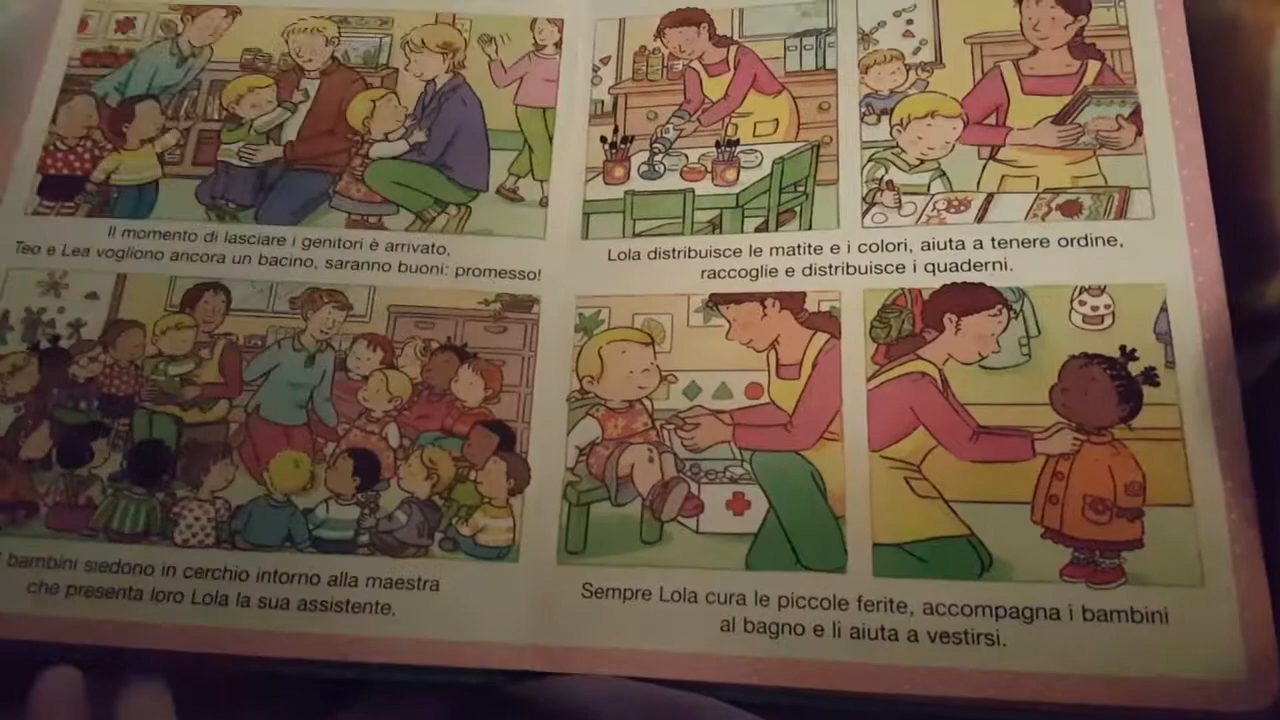 Il momento di lasciare i genitori è arrivato,
Teo e Lea vogliono ancora un bacino, saranno buoni: promesso!
bambini siedono in cerchio intorno alla maestra
che presenta loro Lola la sua assistente.
Lola distribuisce le matite e i colori, aiuta a tenere ordine,
raccoglie e distribuisce i quaderni.
Sempre Lola cura le piccole ferite, accompagna i bambini
al bagno e li aiuta a vestirsi.